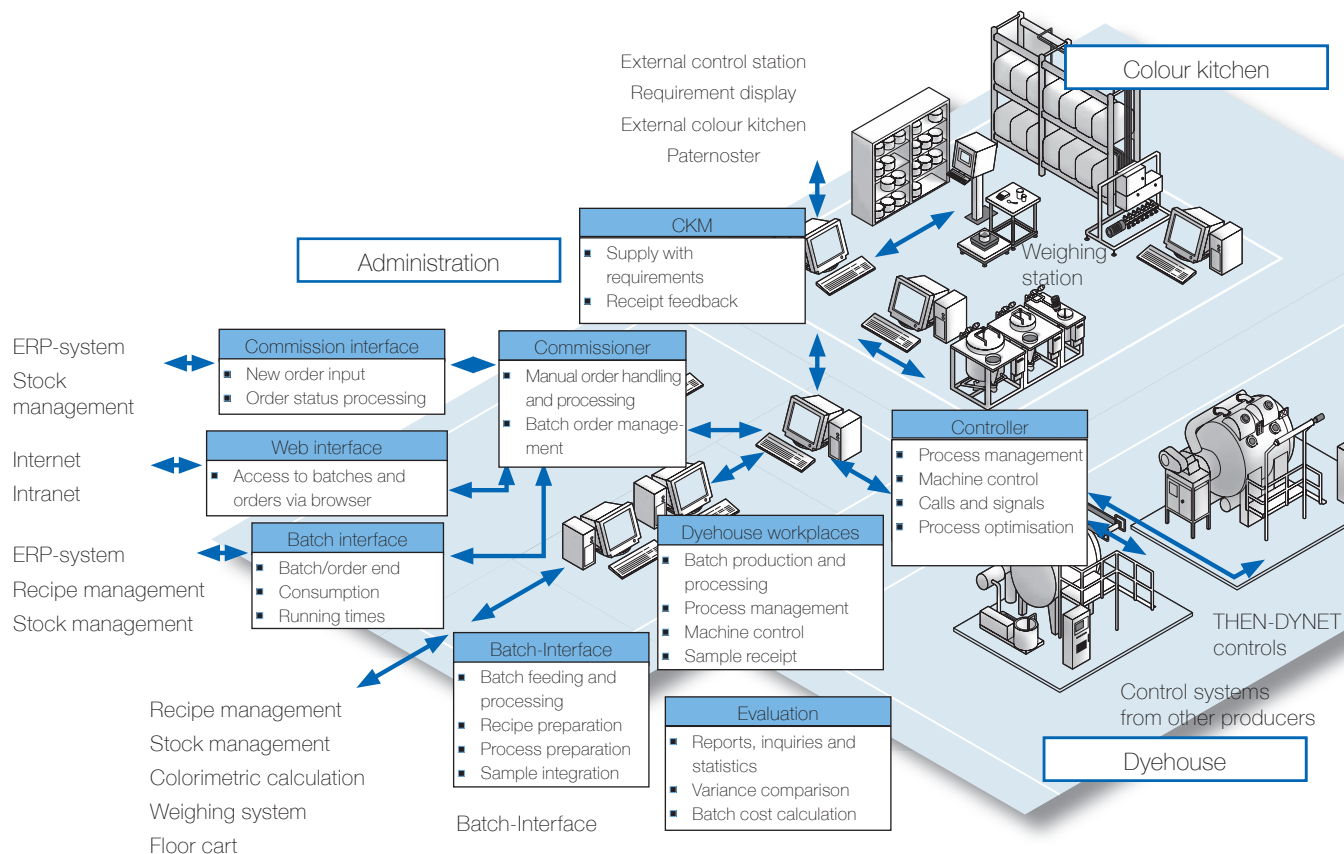 External control station
Requirement display
External colour kitchen
Paternoster
Colour kitchen
CKM
Supply with
requirements
Receipt feedback
Weighing
station
Administration
ERP-system
Stock
management
Commission interface
New order input
Order status processing
Commissioner
Manual order handling
and processing
Batch order manage-
ment
Internet
Intranet
Web interface
Access to batches and
orders via browser
ERP-system
Recipe management
Stock management
Batch interface
Batch/order end
Consumption
Running times
Controller
Process management
Machine control
Calls and signals
Process optimisation
Dyehouse workplaces
Batch production and
processing
Process management
Machine control
Sample receipt
THEN-DYNET
controls
Control systems
from other producers
Dyehouse
Recipe management
Stock management
Colorimetric calculation
Weighing system
Floor cart
Batch-Interface
Batch feeding and
processing
Recipe preparation
Process preparation
Sample integration
Batch-Interface
Evaluation
Reports, inquiries and
statistics
Variance comparison
Batch cost calculation